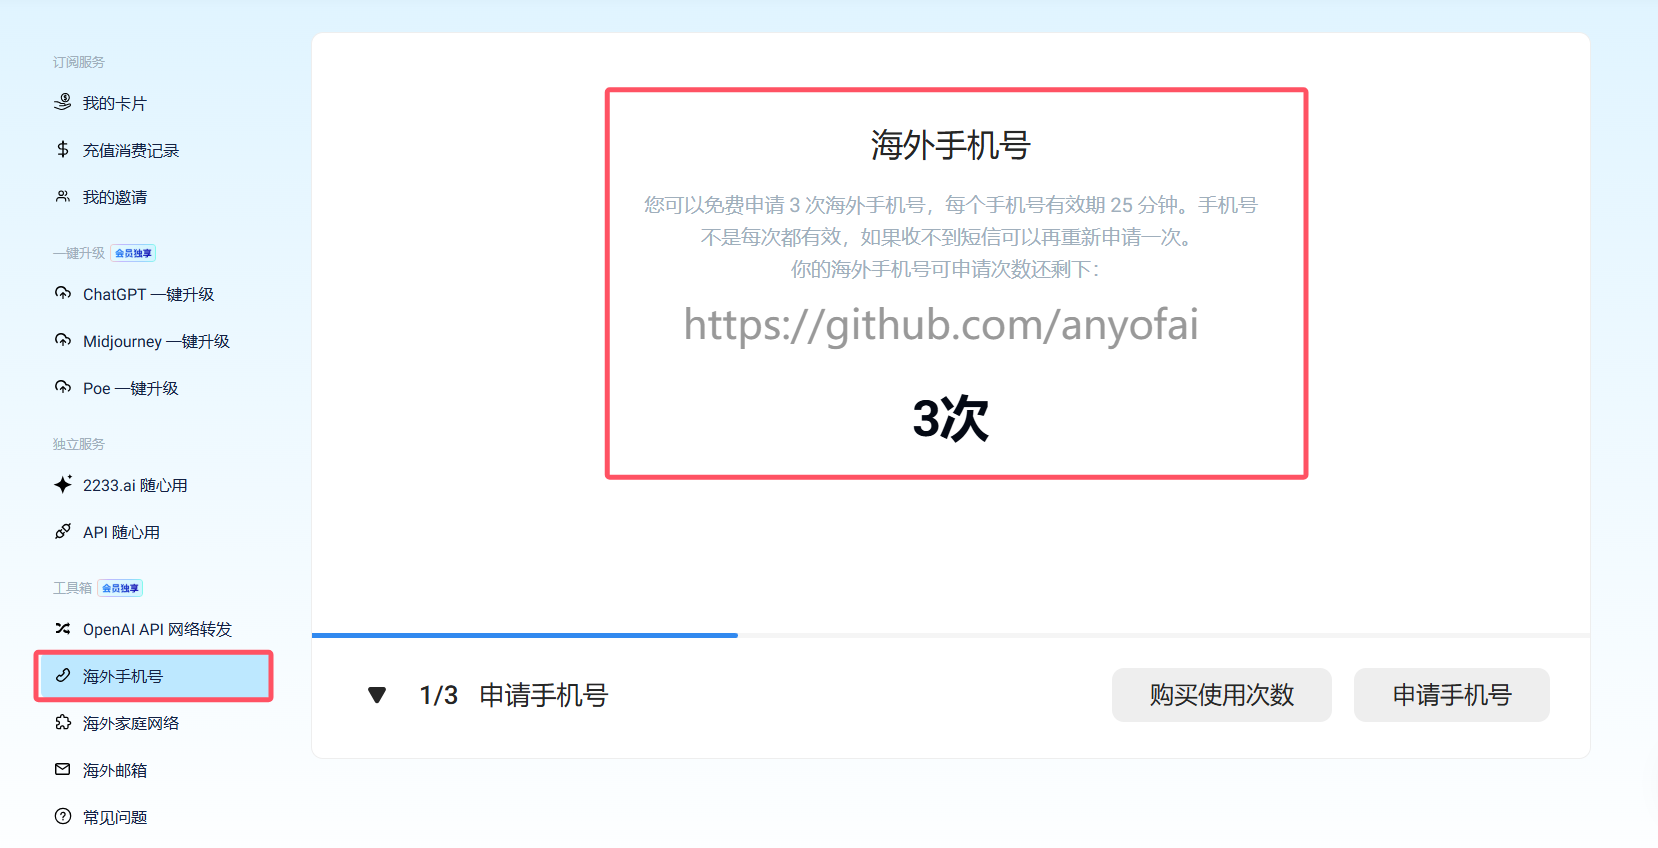 订阅服务
我的卡片
充值消费记录
我的邀请
一键升级 会员独享
ChatGPT 一键升级
Midjourney 一键升级
Poe 一键升级
独立服务
2233.ai 随心用
API 随心用
工具箱 会员独享
OpenAI API 网络转发
海外手机号
海外家庭网络
海外邮箱
常见问题
海外手机号
您可以免费申请 3 次海外手机号，每个手机号有效期 25 分钟。手机号
不是每次都有效，如果收不到短信可以再重新申请一次。
你的海外手机号可申请次数还剩下：
https://github.com/anyofai
3次
1/3 申请手机号
购买使用次数
申请手机号